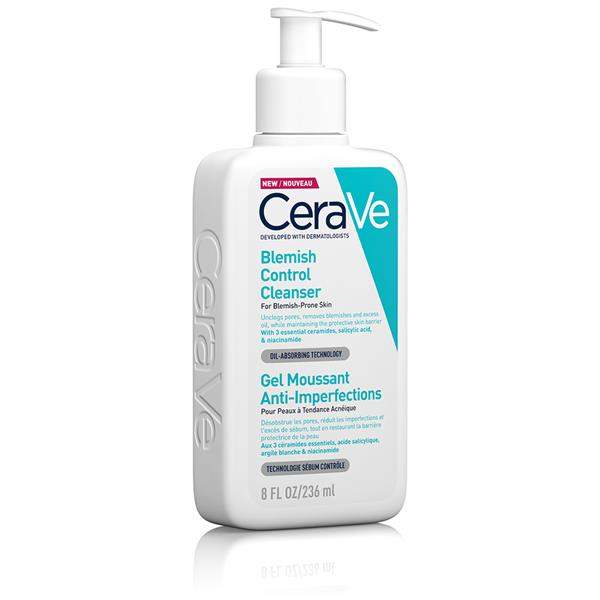 NEW / NOUVEAU
CeraVe
DEVELOPED WITH DERMATOLOGISTS
Blemish
Control
Cleanser
For Blemish-Prone Skin
Unclogs pores, removes blemishes and excess
oil, while maintaining the protective skin barrier
With 3 essential ceramides, salicylic acid,
& niacinamide
OIL-ABSORBING TECHNOLOGY
Gel Moussant
Anti-Imperfections
Pour Peaux à Tendance Acnéique
Désobstrue les pores, réduit les imperfections et
l'excés de sébum, tout en restaurant la barrière
protectrice de la peau
Aux 3 céramides essentiels, acide salicylique,
argile blanche & niacinamide
TECHNOLOGIE SÉBUM CONTRÔLE
8 FL OZ/236 ml
CeraVe